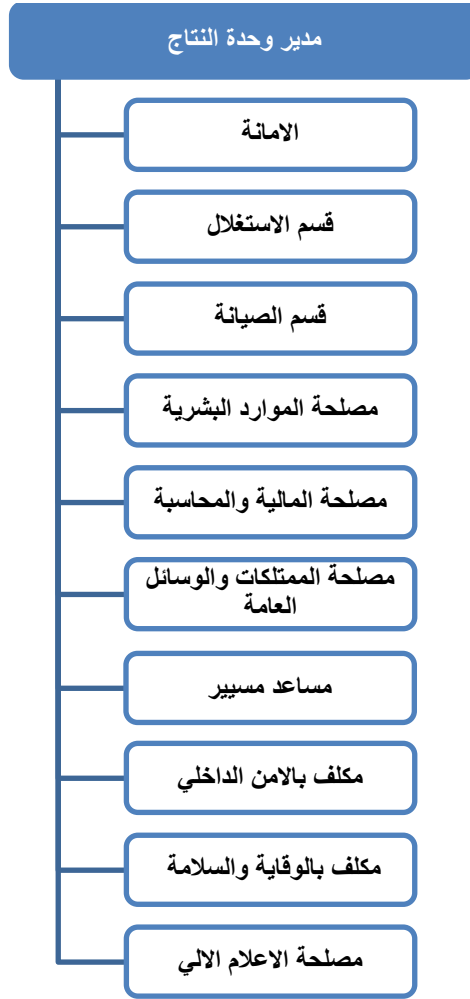 مدير وحدة النتاج
الامانة
قسم الاستغلال
قسم الصيانة
مصلحة الموارد البشرية
مصلحة المالية والمحاسبة
مصلحة الممتلكات والوسائل
العامة
مساعد مسيير
مكلف بالامن الداخلي
مكلف بالوقاية والسلامة
مصلحة الاعلام الالي